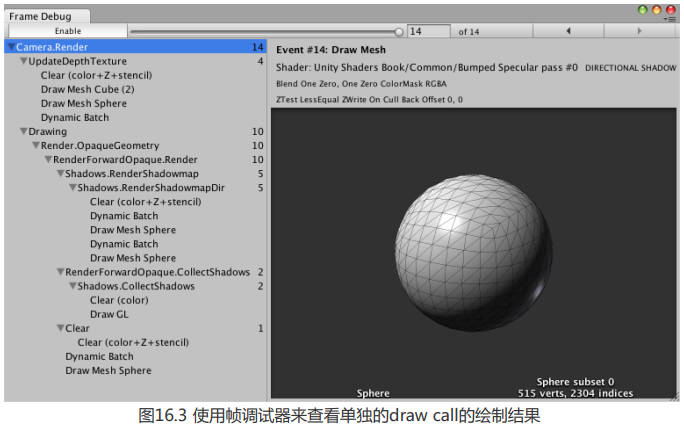 Frame Debug
Enable
14
of 14
Camera.Render 14
UpdateDepthTexture 4
Clear (color+Z+stencil)
Draw Mesh Cube (2)
Draw Mesh Sphere
Dynamic Batch
Drawing 10
Render.OpaqueGeometry 10
RenderForwardOpaque.Render 10
Shadows.RenderShadowmap 5
Shadows.RenderShadowmapDir 5
Clear (color+Z+stencil)
Dynamic Batch
Draw Mesh Sphere
Dynamic Batch
Draw Mesh Sphere
RenderForwardOpaque.CollectShadows 2
Shadows.CollectShadows 2
Clear (color)
Draw GL
Clear 1
Clear (color+Z+stencil)
Dynamic Batch
Draw Mesh Sphere
Event #14: Draw Mesh
Shader: Unity Shaders Book/Common/Bumped Specular pass #0 DIRECTIONAL SHADOW
Blend One Zero, One Zero ColorMask RGBA
ZTest LessEqual ZWrite On Cull Back Offset 0, 0
Sphere
Sphere subset 0
515 verts, 2304 indices
图16.3 使用帧调试器来查看单独的draw call的绘制结果